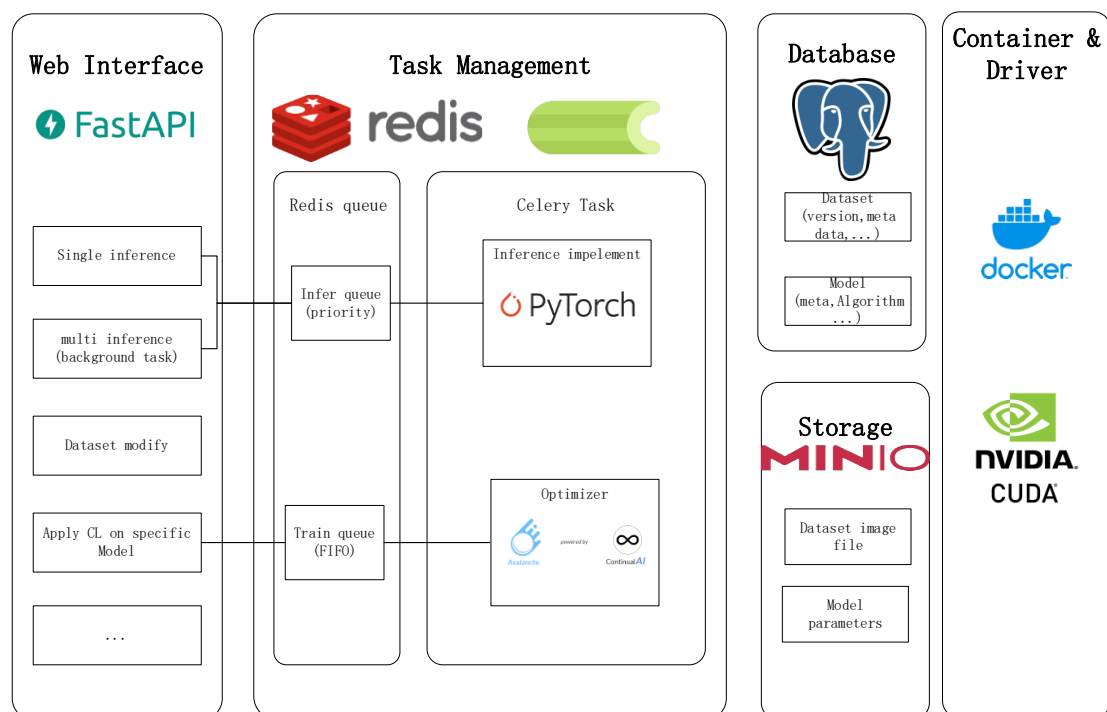 Web Interface
FastAPI
Single inference
multi inference
(background task)
Dataset modify
Apply CL on specific
Model
...
Task Management
redis
Redis queue
Infer queue
(priority)
Train queue
(FIFO)
Celery Task
Inference impelement
PyTorch
Optimizer
Avalanche
powered by
ContinualAI
Database
Dataset
(version,meta
data,...)
Model
(meta,Algorithm
...)
Storage
MINIO
Dataset image
file
Model
parameters
Container &
Driver
docker
NVIDIA.
CUDA